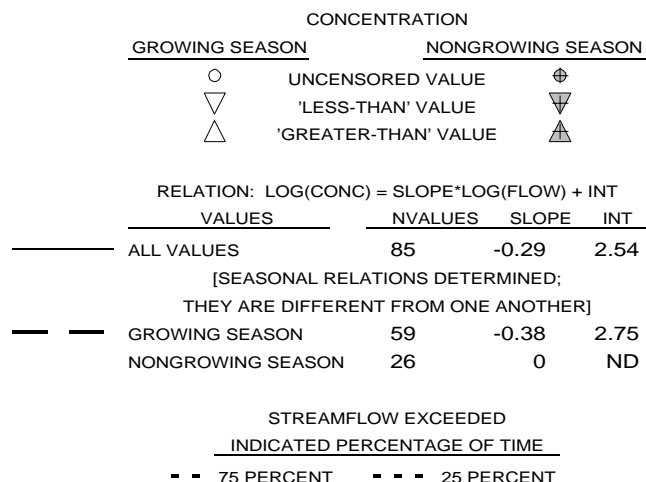 CONCENTRATION
GROWING SEASON NONGROWING SEASON
UNCENSORED VALUE
'LESS-THAN' VALUE
'GREATER-THAN' VALUE
RELATION: LOG(CONC) = SLOPE*LOG(FLOW) + INT
VALUES NVALUES SLOPE INT
ALL VALUES 85 -0.29 2.54
[SEASONAL RELATIONS DETERMINED;
THEY ARE DIFFERENT FROM ONE ANOTHER]
GROWING SEASON 59 -0.38 2.75
NONGROWING SEASON 26 0 ND
STREAMFLOW EXCEEDED
INDICATED PERCENTAGE OF TIME
75 PERCENT 25 PERCENT